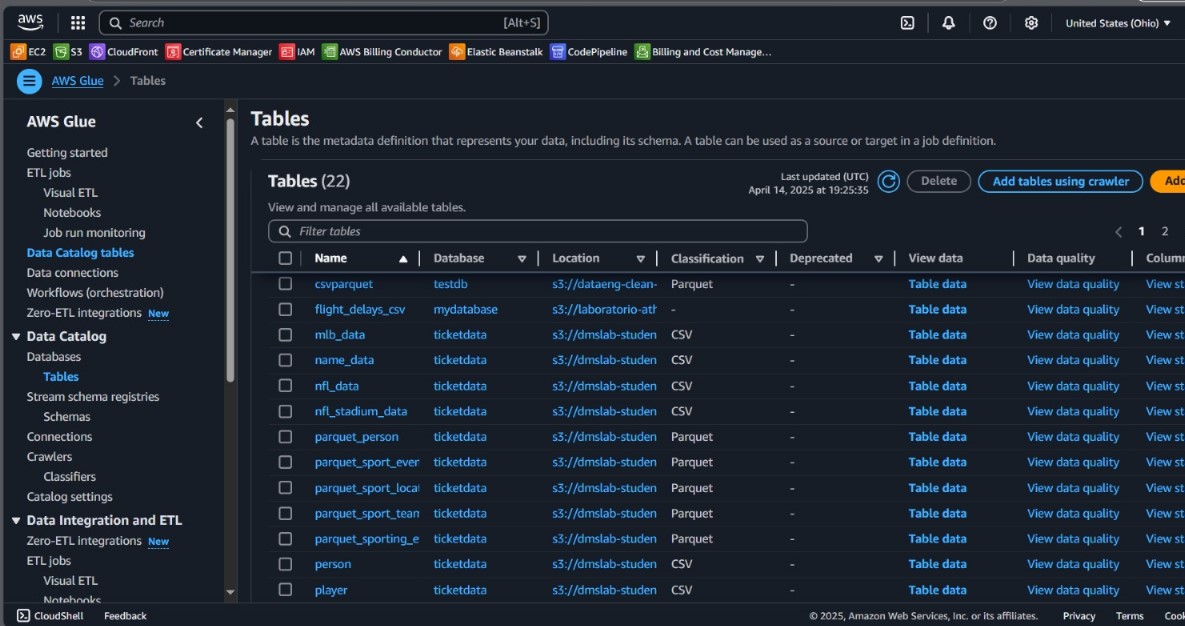 aws Search [Alt+S] United States (Ohio)
EC2 S3 CloudFront Certificate Manager IAM AWS Billing Conductor Elastic Beanstalk CodePipeline Billing and Cost Manage...
AWS Glue > Tables
AWS Glue
Getting started
ETL jobs
Visual ETL
Notebooks
Job run monitoring
Data Catalog tables
Data connections
Workflows (orchestration)
Zero-ETL integrations New
Data Catalog
Databases
Tables
Stream schema registries
Schemas
Connections
Crawlers
Classifiers
Catalog settings
Data Integration and ETL
Zero-ETL integrations New
ETL jobs
Visual ETL
Notebooks
Tables
A table is the metadata definition that represents your data, including its schema. A table can be used as a source or target in a job definition.
Tables (22)
Last updated (UTC)
April 14, 2025 at 19:25:35
Delete Add tables using crawler Add
View and manage all available tables.
Filter tables
1 2
Name Database Location Classification Deprecated View data Data quality Column
csvparquet testdb s3://dataeng-clean- Parquet - Table data View data quality View st
flight_delays_csv mydatabase s3://laboratorio-ath - - Table data View data quality View st
mlb_data ticketdata s3://dmslab-studen CSV - Table data View data quality View st
name_data ticketdata s3://dmslab-studen CSV - Table data View data quality View st
nfl_data ticketdata s3://dmslab-studen CSV - Table data View data quality View st
nfl_stadium_data ticketdata s3://dmslab-studen CSV - Table data View data quality View st
parquet_person ticketdata s3://dmslab-studen Parquet - Table data View data quality View st
parquet_sport_even ticketdata s3://dmslab-studen Parquet - Table data View data quality View st
parquet_sport_locat ticketdata s3://dmslab-studen Parquet - Table data View data quality View st
parquet_sport_team ticketdata s3://dmslab-studen Parquet - Table data View data quality View st
parquet_sporting_e ticketdata s3://dmslab-studen Parquet - Table data View data quality View st
person ticketdata s3://dmslab-studen CSV - Table data View data quality View st
player ticketdata s3://dmslab-studen CSV - Table data View data quality View st
CloudShell Feedback © 2025, Amazon Web Services, Inc. or its affiliates. Privacy Terms Cook